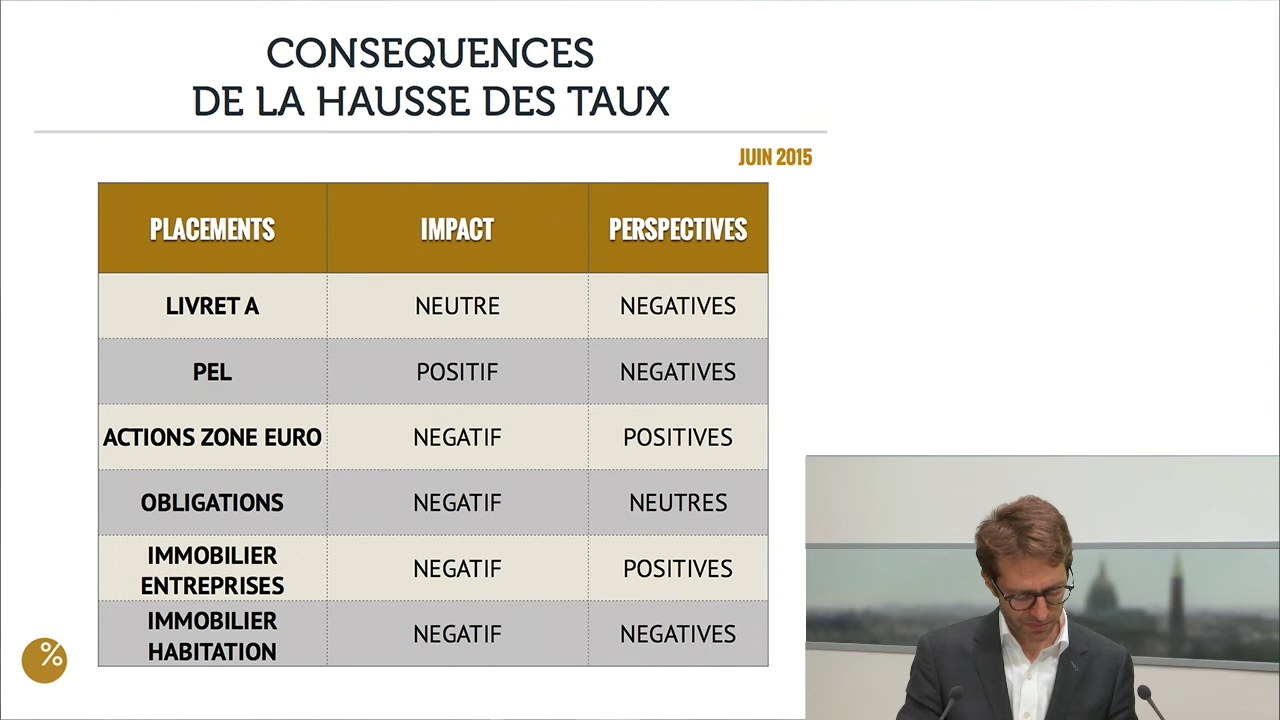 CONSEQUENCES
DE LA HAUSSE DES TAUX
JUIN 2015
PLACEMENTS IMPACT PERSPECTIVES
LIVRET A NEUTRE NEGATIVES
PEL POSITIF NEGATIVES
ACTIONS ZONE EURO NEGATIF POSITIVES
OBLIGATIONS NEGATIF NEUTRES
IMMOBILIER
ENTREPRISES NEGATIF POSITIVES
IMMOBILIER
HABITATION NEGATIF NEGATIVES
%